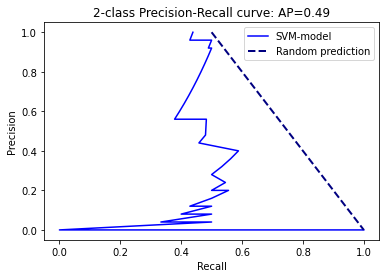 2-class Precision-Recall curve: AP=0.49
SVM-model
Random prediction
Precision
1.0
0.8
0.6
0.4
0.2
0.0
0.0 0.2 0.4 0.6 0.8 1.0
Recall